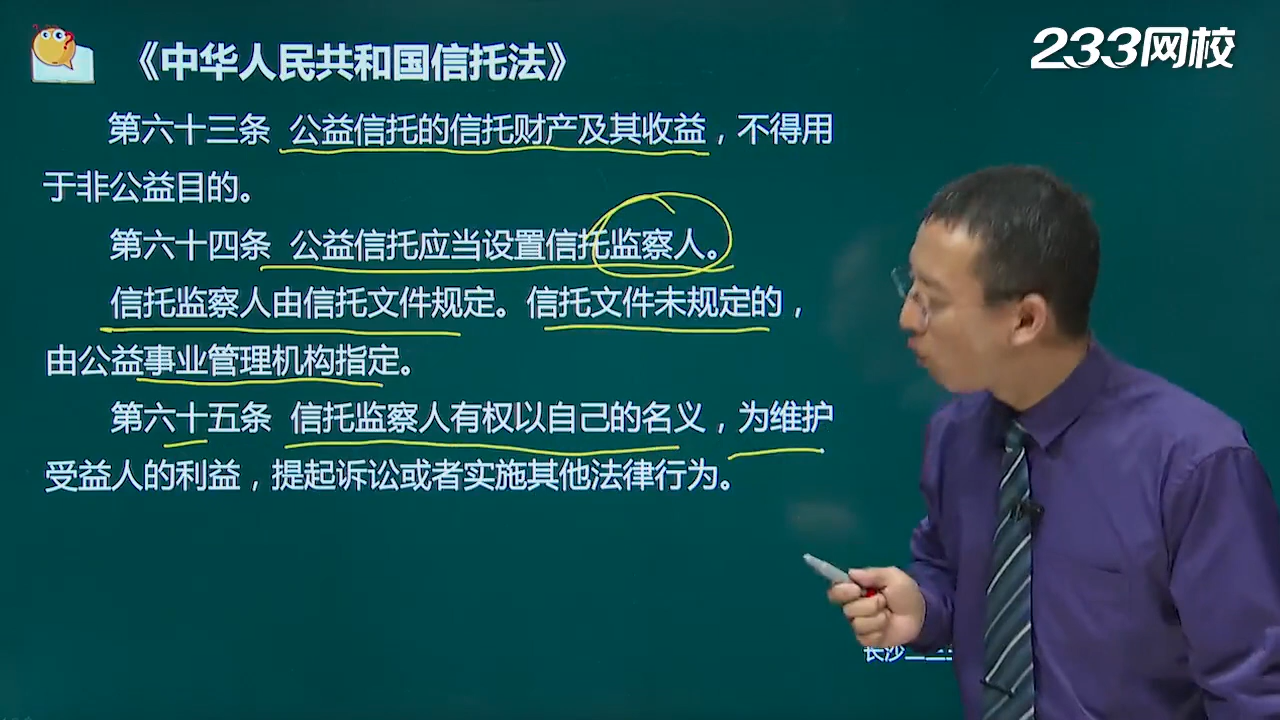 233网校
《中华人民共和国信托法》
第六十三条 公益信托的信托财产及其收益，不得用
于非公益目的。
第六十四条 公益信托应当设置信托监察人。
信托监察人由信托文件规定。信托文件未规定的，
由公益事业管理机构指定。
第六十五条 信托监察人有权以自己的名义，为维护
受益人的利益，提起诉讼或者实施其他法律行为。
长沙二三三